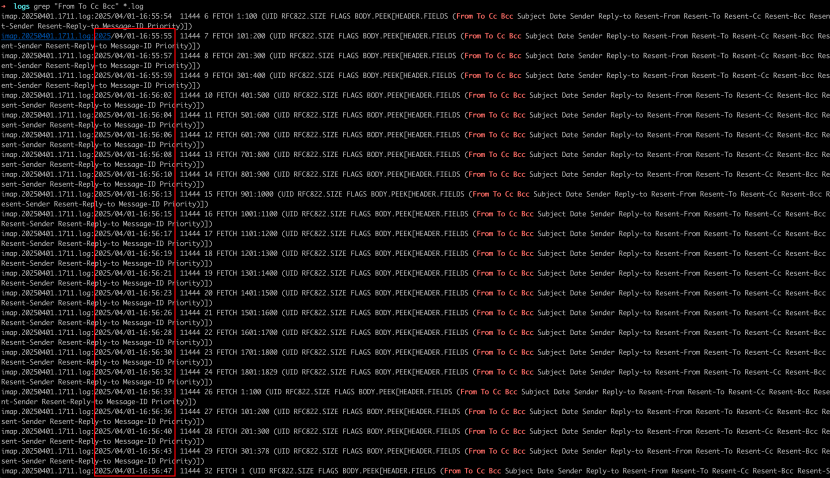 → logs grep "From To Cc Bcc" *.log
imap.20250401.1711.log:2025/04/01-16:55:54 11444 6 FETCH 1:100 (UID RFC822.SIZE FLAGS BODY.PEEK[HEADER.FIELDS (From To Cc Bcc Subject Date Sender Reply-to Resent-From Resent-To Resent-Cc Resent-Bcc Rese
nt-Sender Resent-Reply-to Message-ID Priority)])
imap.20250401.1711.log:2025/04/01-16:55:55 11444 7 FETCH 101:200 (UID RFC822.SIZE FLAGS BODY.PEEK[HEADER.FIELDS (From To Cc Bcc Subject Date Sender Reply-to Resent-From Resent-To Resent-Cc Resent-Bcc Res
ent-Sender Resent-Reply-to Message-ID Priority)])
imap.20250401.1711.log:2025/04/01-16:55:57 11444 8 FETCH 201:300 (UID RFC822.SIZE FLAGS BODY.PEEK[HEADER.FIELDS (From To Cc Bcc Subject Date Sender Reply-to Resent-From Resent-To Resent-Cc Resent-Bcc Res
ent-Sender Resent-Reply-to Message-ID Priority)])
imap.20250401.1711.log:2025/04/01-16:55:59 11444 9 FETCH 301:400 (UID RFC822.SIZE FLAGS BODY.PEEK[HEADER.FIELDS (From To Cc Bcc Subject Date Sender Reply-to Resent-From Resent-To Resent-Cc Resent-Bcc Res
ent-Sender Resent-Reply-to Message-ID Priority)])
imap.20250401.1711.log:2025/04/01-16:56:02 11444 10 FETCH 401:500 (UID RFC822.SIZE FLAGS BODY.PEEK[HEADER.FIELDS (From To Cc Bcc Subject Date Sender Reply-to Resent-From Resent-To Resent-Cc Resent-Bcc Re
sent-Sender Resent-Reply-to Message-ID Priority)])
imap.20250401.1711.log:2025/04/01-16:56:04 11444 11 FETCH 501:600 (UID RFC822.SIZE FLAGS BODY.PEEK[HEADER.FIELDS (From To Cc Bcc Subject Date Sender Reply-to Resent-From Resent-To Resent-Cc Resent-Bcc Re
sent-Sender Resent-Reply-to Message-ID Priority)])
imap.20250401.1711.log:2025/04/01-16:56:06 11444 12 FETCH 601:700 (UID RFC822.SIZE FLAGS BODY.PEEK[HEADER.FIELDS (From To Cc Bcc Subject Date Sender Reply-to Resent-From Resent-To Resent-Cc Resent-Bcc Re
sent-Sender Resent-Reply-to Message-ID Priority)])
imap.20250401.1711.log:2025/04/01-16:56:08 11444 13 FETCH 701:800 (UID RFC822.SIZE FLAGS BODY.PEEK[HEADER.FIELDS (From To Cc Bcc Subject Date Sender Reply-to Resent-From Resent-To Resent-Cc Resent-Bcc Re
sent-Sender Resent-Reply-to Message-ID Priority)])
imap.20250401.1711.log:2025/04/01-16:56:10 11444 14 FETCH 801:900 (UID RFC822.SIZE FLAGS BODY.PEEK[HEADER.FIELDS (From To Cc Bcc Subject Date Sender Reply-to Resent-From Resent-To Resent-Cc Resent-Bcc Re
sent-Sender Resent-Reply-to Message-ID Priority)])
imap.20250401.1711.log:2025/04/01-16:56:13 11444 15 FETCH 901:1000 (UID RFC822.SIZE FLAGS BODY.PEEK[HEADER.FIELDS (From To Cc Bcc Subject Date Sender Reply-to Resent-From Resent-To Resent-Cc Resent-Bcc R
esent-Sender Resent-Reply-to Message-ID Priority)])
imap.20250401.1711.log:2025/04/01-16:56:15 11444 16 FETCH 1001:1100 (UID RFC822.SIZE FLAGS BODY.PEEK[HEADER.FIELDS (From To Cc Bcc Subject Date Sender Reply-to Resent-From Resent-To Resent-Cc Resent-Bcc
Resent-Sender Resent-Reply-to Message-ID Priority)])
imap.20250401.1711.log:2025/04/01-16:56:17 11444 17 FETCH 1101:1200 (UID RFC822.SIZE FLAGS BODY.PEEK[HEADER.FIELDS (From To Cc Bcc Subject Date Sender Reply-to Resent-From Resent-To Resent-Cc Resent-Bcc
Resent-Sender Resent-Reply-to Message-ID Priority)])
imap.20250401.1711.log:2025/04/01-16:56:19 11444 18 FETCH 1201:1300 (UID RFC822.SIZE FLAGS BODY.PEEK[HEADER.FIELDS (From To Cc Bcc Subject Date Sender Reply-to Resent-From Resent-To Resent-Cc Resent-Bcc
Resent-Sender Resent-Reply-to Message-ID Priority)])
imap.20250401.1711.log:2025/04/01-16:56:21 11444 19 FETCH 1301:1400 (UID RFC822.SIZE FLAGS BODY.PEEK[HEADER.FIELDS (From To Cc Bcc Subject Date Sender Reply-to Resent-From Resent-To Resent-Cc Resent-Bcc
Resent-Sender Resent-Reply-to Message-ID Priority)])
imap.20250401.1711.log:2025/04/01-16:56:23 11444 20 FETCH 1401:1500 (UID RFC822.SIZE FLAGS BODY.PEEK[HEADER.FIELDS (From To Cc Bcc Subject Date Sender Reply-to Resent-From Resent-To Resent-Cc Resent-Bcc
Resent-Sender Resent-Reply-to Message-ID Priority)])
imap.20250401.1711.log:2025/04/01-16:56:26 11444 21 FETCH 1501:1600 (UID RFC822.SIZE FLAGS BODY.PEEK[HEADER.FIELDS (From To Cc Bcc Subject Date Sender Reply-to Resent-From Resent-To Resent-Cc Resent-Bcc
Resent-Sender Resent-Reply-to Message-ID Priority)])
imap.20250401.1711.log:2025/04/01-16:56:28 11444 22 FETCH 1601:1700 (UID RFC822.SIZE FLAGS BODY.PEEK[HEADER.FIELDS (From To Cc Bcc Subject Date Sender Reply-to Resent-From Resent-To Resent-Cc Resent-Bcc
Resent-Sender Resent-Reply-to Message-ID Priority)])
imap.20250401.1711.log:2025/04/01-16:56:30 11444 23 FETCH 1701:1800 (UID RFC822.SIZE FLAGS BODY.PEEK[HEADER.FIELDS (From To Cc Bcc Subject Date Sender Reply-to Resent-From Resent-To Resent-Cc Resent-Bcc
Resent-Sender Resent-Reply-to Message-ID Priority)])
imap.20250401.1711.log:2025/04/01-16:56:32 11444 24 FETCH 1801:1829 (UID RFC822.SIZE FLAGS BODY.PEEK[HEADER.FIELDS (From To Cc Bcc Subject Date Sender Reply-to Resent-From Resent-To Resent-Cc Resent-Bcc
Resent-Sender Resent-Reply-to Message-ID Priority)])
imap.20250401.1711.log:2025/04/01-16:56:33 11444 26 FETCH 1:100 (UID RFC822.SIZE FLAGS BODY.PEEK[HEADER.FIELDS (From To Cc Bcc Subject Date Sender Reply-to Resent-From Resent-To Resent-Cc Resent-Bcc Rese
nt-Sender Resent-Reply-to Message-ID Priority)])
imap.20250401.1711.log:2025/04/01-16:56:36 11444 27 FETCH 101:200 (UID RFC822.SIZE FLAGS BODY.PEEK[HEADER.FIELDS (From To Cc Bcc Subject Date Sender Reply-to Resent-From Resent-To Resent-Cc Resent-Bcc Re
sent-Sender Resent-Reply-to Message-ID Priority)])
imap.20250401.1711.log:2025/04/01-16:56:40 11444 28 FETCH 201:300 (UID RFC822.SIZE FLAGS BODY.PEEK[HEADER.FIELDS (From To Cc Bcc Subject Date Sender Reply-to Resent-From Resent-To Resent-Cc Resent-Bcc Re
sent-Sender Resent-Reply-to Message-ID Priority)])
imap.20250401.1711.log:2025/04/01-16:56:43 11444 29 FETCH 301:378 (UID RFC822.SIZE FLAGS BODY.PEEK[HEADER.FIELDS (From To Cc Bcc Subject Date Sender Reply-to Resent-From Resent-To Resent-Cc Resent-Bcc Re
sent-Sender Resent-Reply-to Message-ID Priority)])
imap.20250401.1711.log:2025/04/01-16:56:47 11444 32 FETCH 1 (UID RFC822.SIZE FLAGS BODY.PEEK[HEADER.FIELDS (From To Cc Bcc Subject Date Sender Reply-to Resent-From Resent-To Resent-Cc Resent-Bcc Resent-S